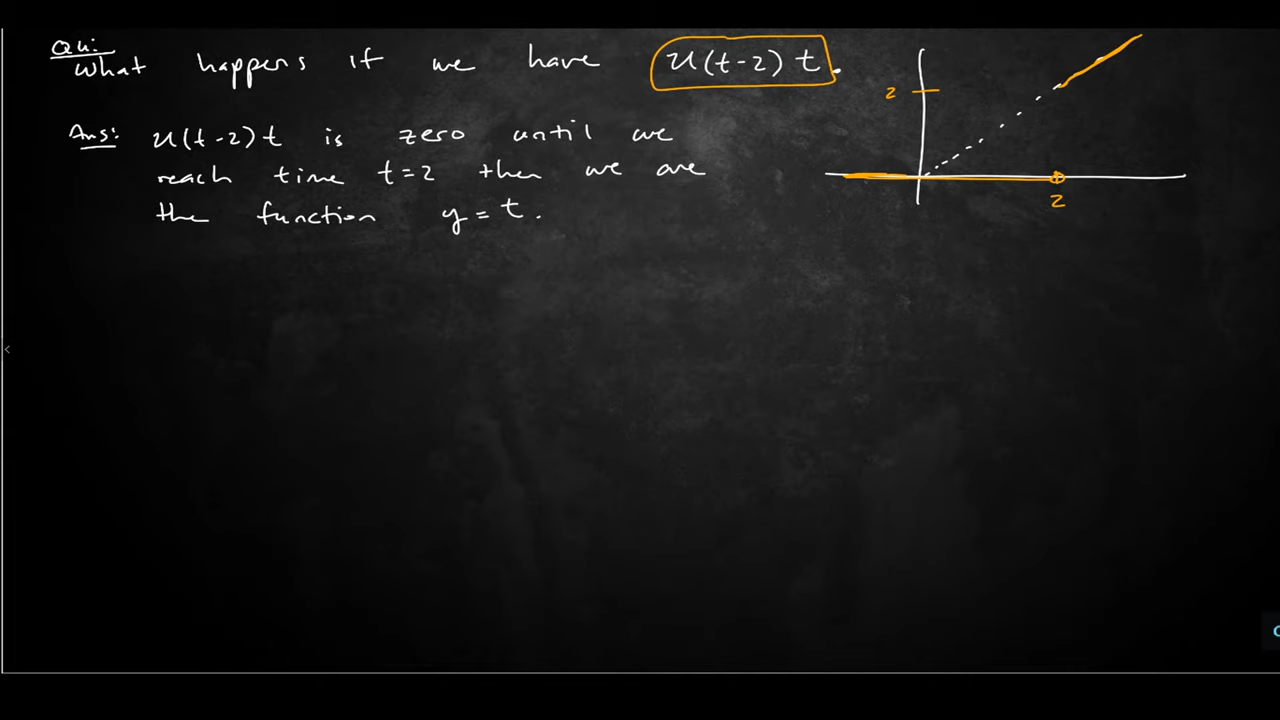 Qu:
What happens if we have u(t-2) t.
Ans: u(t-2) t is zero until we
reach time t=2 then we are
the function y = t.
2
2